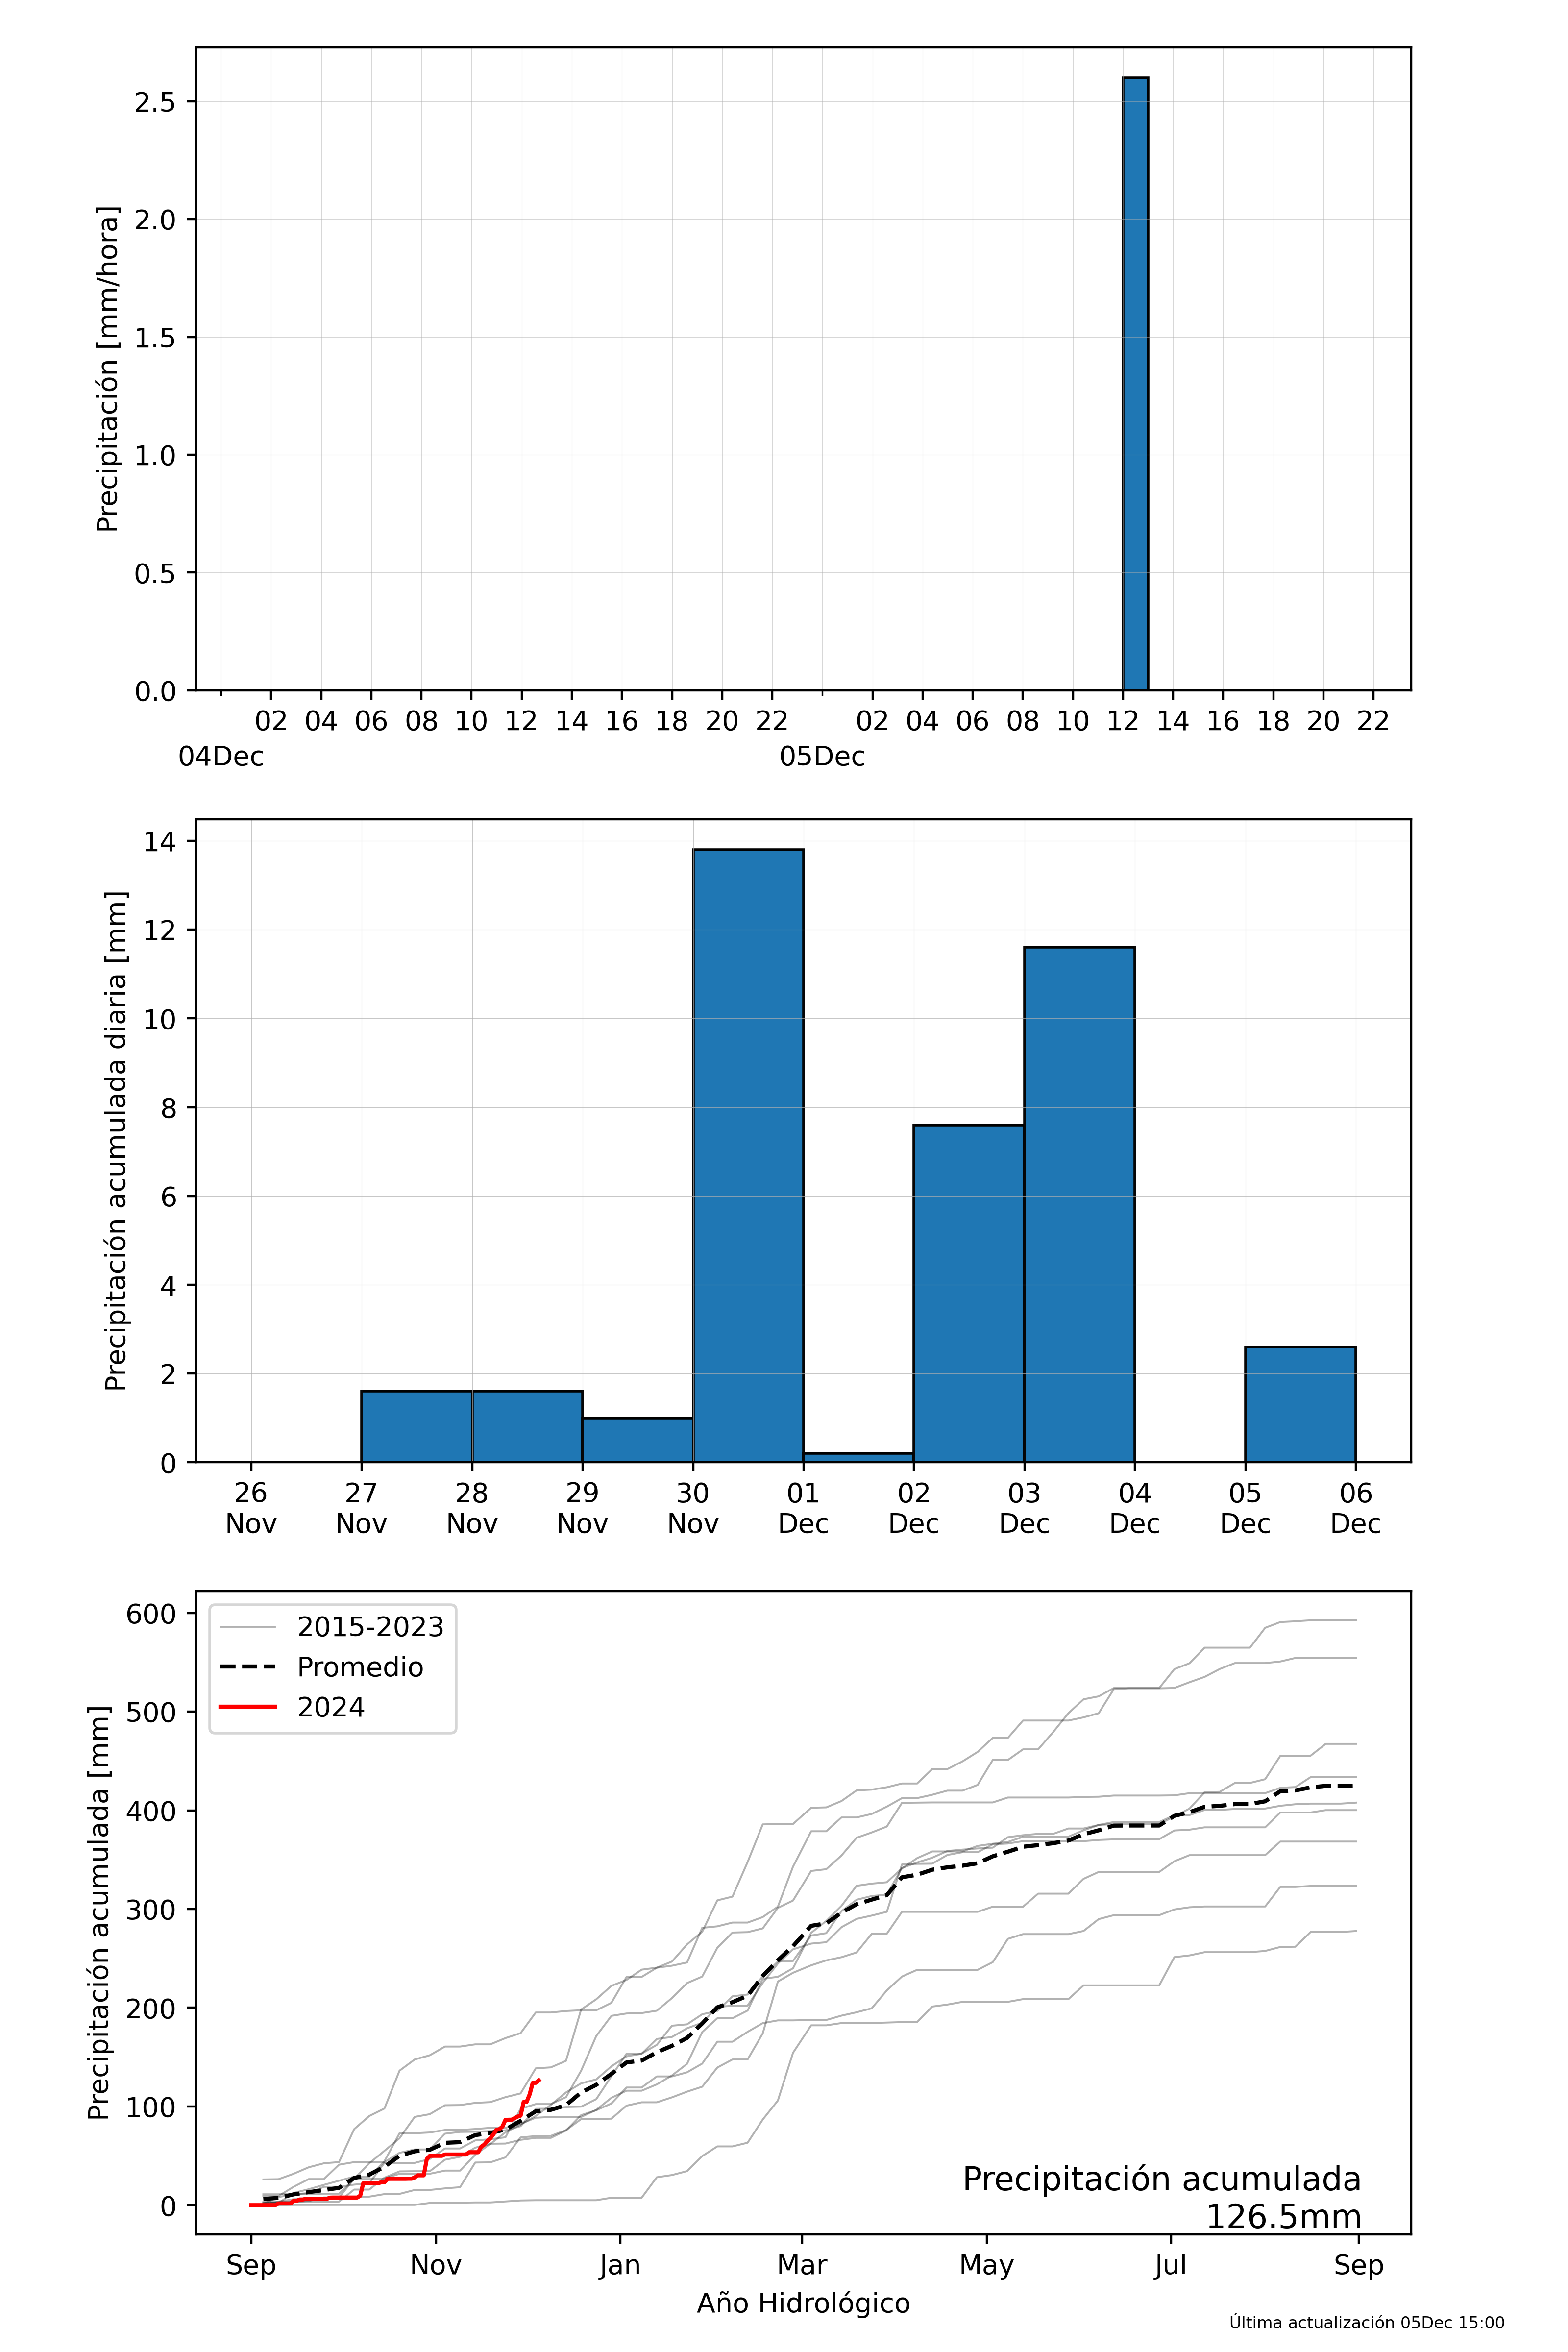 Precipitación [mm/hora]
2.5
2.0
1.5
1.0
0.5
0.0
02 04 06 08 10 12 14 16 18 20 22 02 04 06 08 10 12 14 16 18 20 22
04Dec 05Dec
Precipitación acumulada diaria [mm]
14
12
10
8
6
4
2
0
26 27 28 29 30 01 02 03 04 05 06
Nov Nov Nov Nov Nov Dec Dec Dec Dec Dec Dec
Precipitación acumulada [mm]
600
500
400
300
200
100
0
2015-2023
Promedio
2024
Precipitación acumulada
126.5mm
Sep Nov Jan Mar May Jul Sep
Año Hidrológico
Última actualización 05Dec 15:00